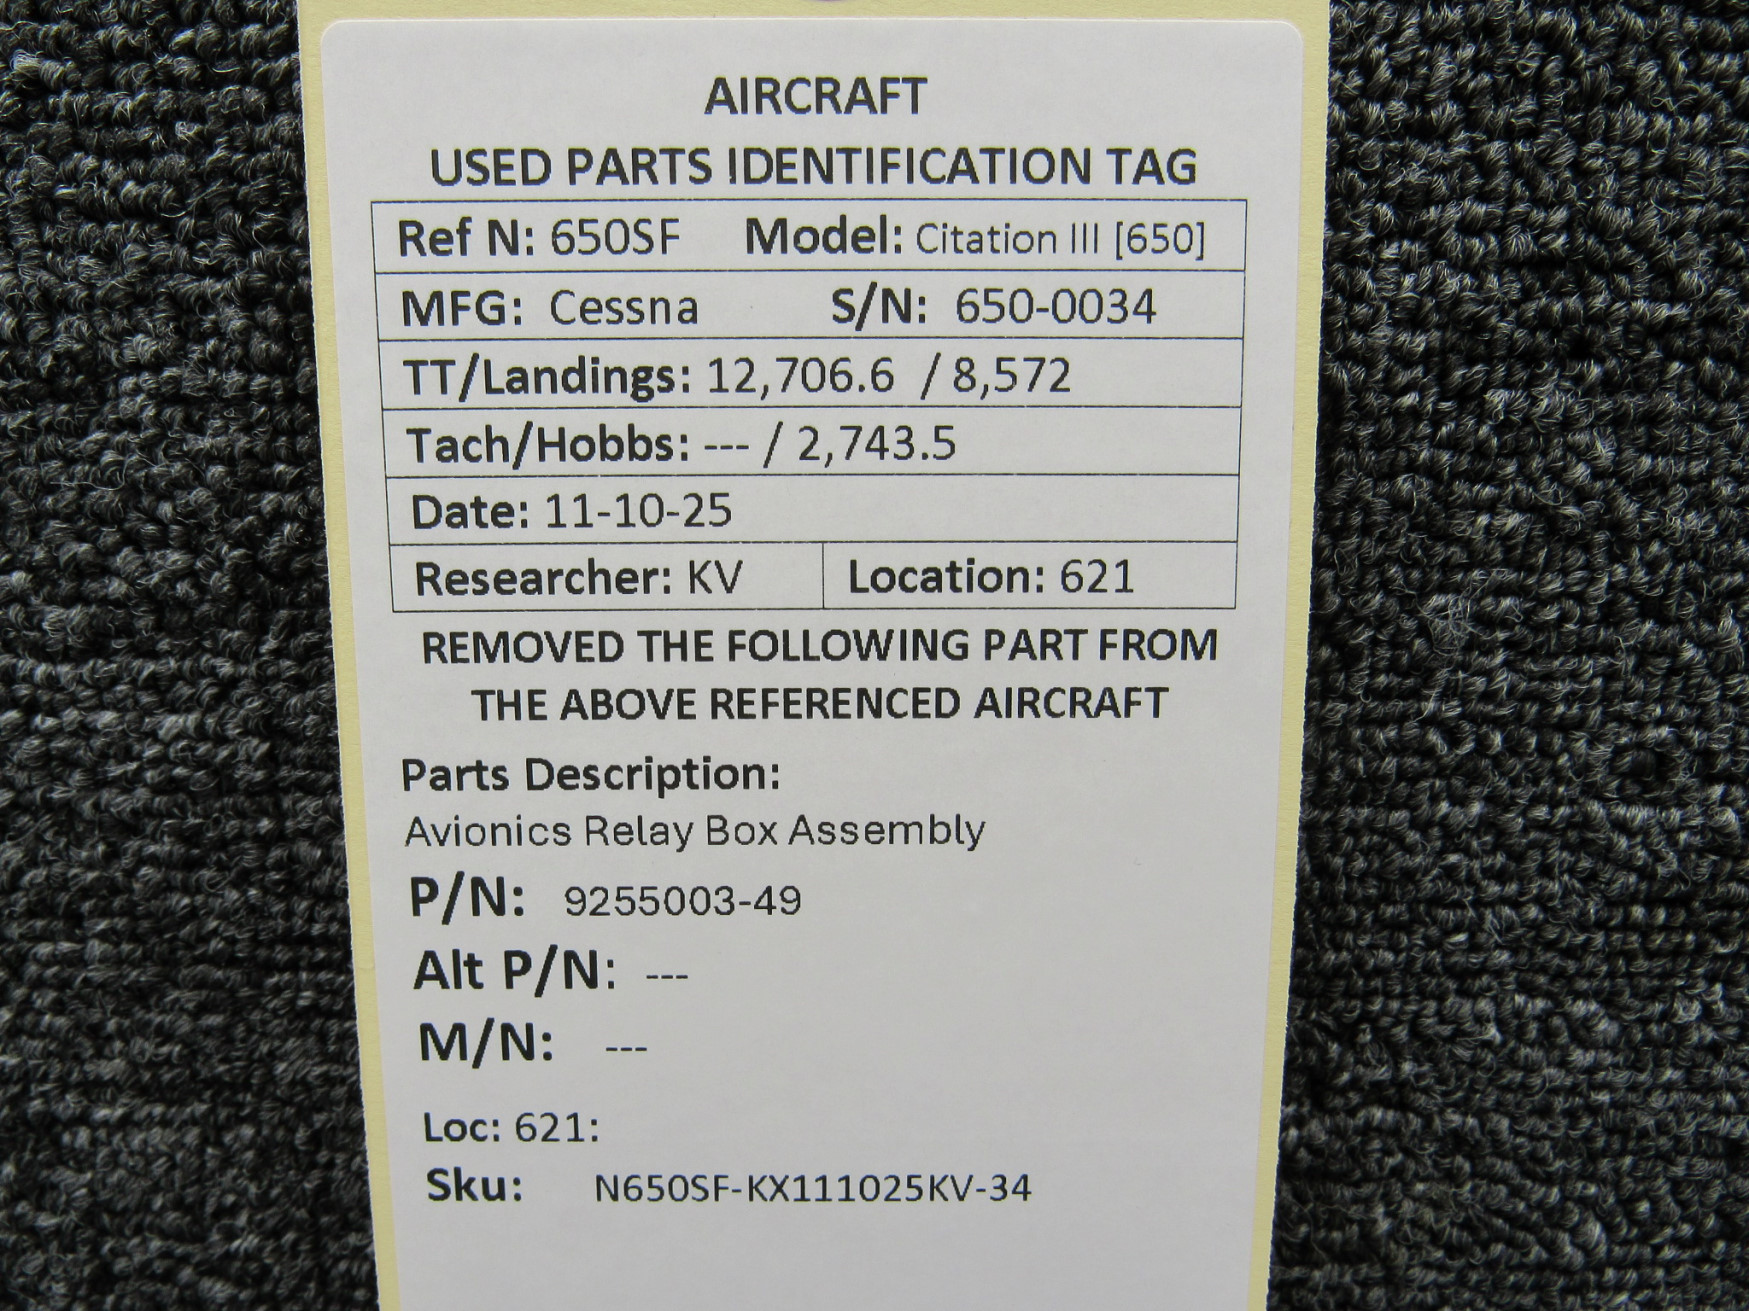 AIRCRAFT
USED PARTS IDENTIFICATION TAG
Ref N: 650SF Model: Citation III [650]
MFG: Cessna S/N: 650-0034
TT/Landings: 12,706.6 / 8,572
Tach/Hobbs: --- / 2,743.5
Date: 11-10-25
Researcher: KV Location: 621
REMOVED THE FOLLOWING PART FROM
THE ABOVE REFERENCED AIRCRAFT
Parts Description:
Avionics Relay Box Assembly
P/N: 9255003-49
Alt P/N: ---
M/N: ---
Loc: 621:
Sku: N650SF-KX111025KV-34